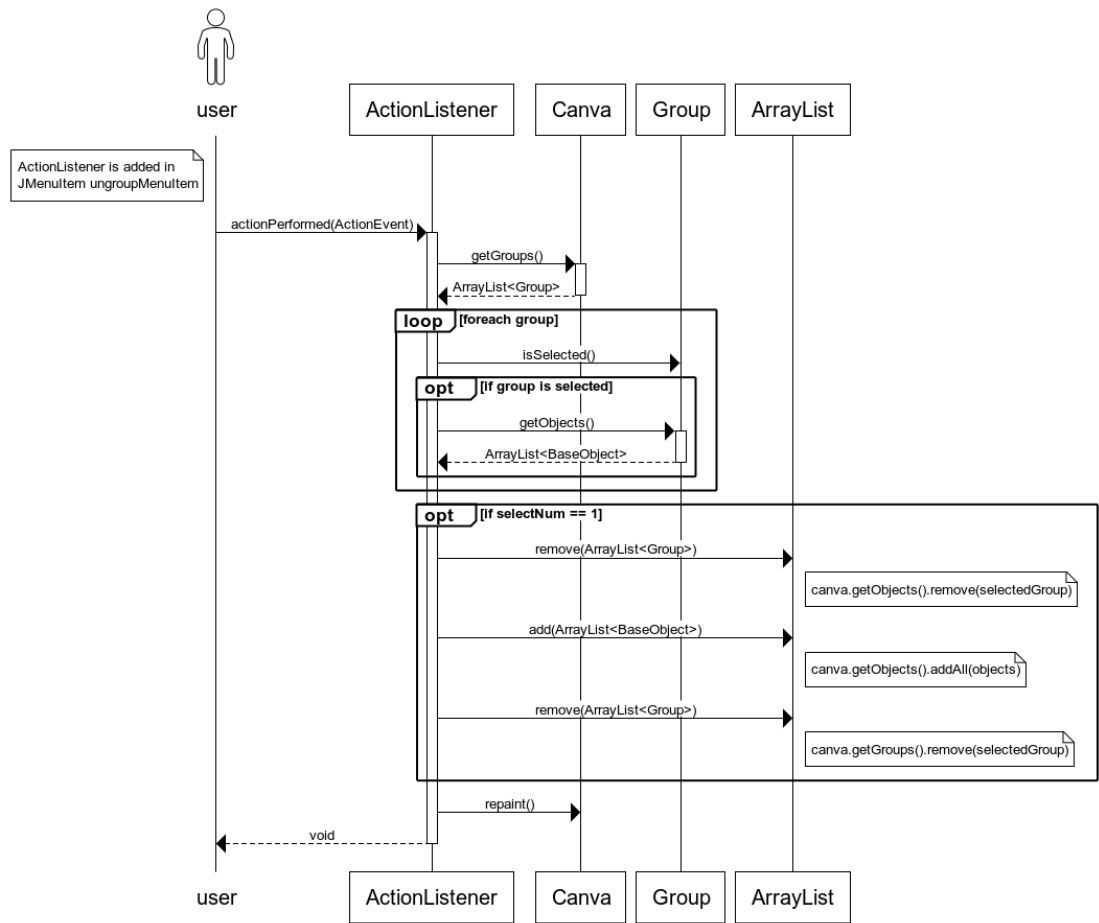 user
ActionListener
Canva
Group
ArrayList
ActionListener is added in
JMenuItem ungroupMenuItem
actionPerformed(ActionEvent)
getGroups()
ArrayList<Group>
loop [foreach group]
isSelected()
opt [if group is selected]
getObjects()
ArrayList<BaseObject>
opt [if selectNum == 1]
remove(ArrayList<Group>)
canva.getObjects().remove(selectedGroup)
add(ArrayList<BaseObject>)
canva.getObjects().addAll(objects)
remove(ArrayList<Group>)
canva.getGroups().remove(selectedGroup)
repaint()
void
user
ActionListener
Canva
Group
ArrayList